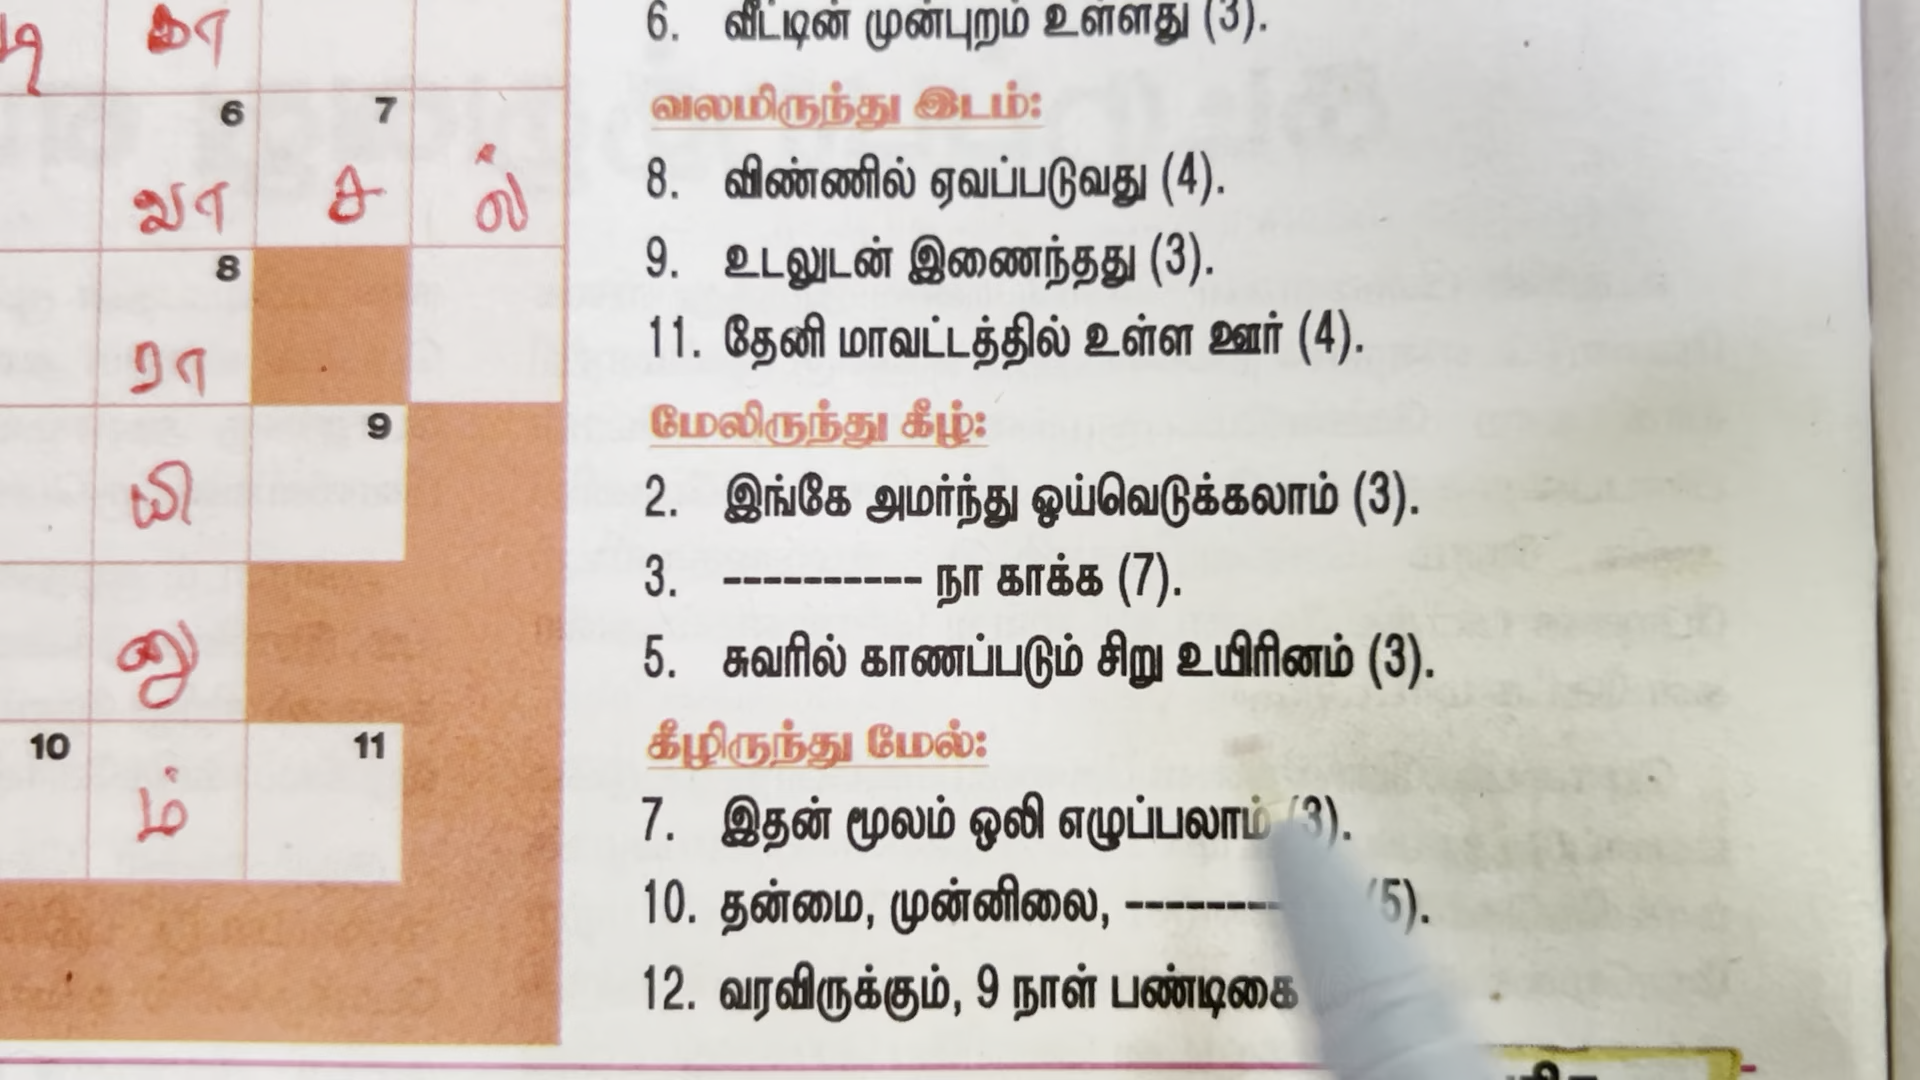 டி கா
6 7
வா ச ல்
8
ரா
9
யி
னு
10 11
ம்
6. வீட்டின் முன்புறம் உள்ளது (3).
வலமிருந்து இடம்:
8. விண்ணில் ஏவப்படுவது (4).
9. உடலுடன் இணைந்தது (3).
11. தேனி மாவட்டத்தில் உள்ள ஊர் (4).
மேலிருந்து கீழ்:
2. இங்கே அமர்ந்து ஓய்வெடுக்கலாம் (3).
3. ---------- நா காக்க (7).
5. சுவரில் காணப்படும் சிறு உயிரினம் (3).
கீழிருந்து மேல்:
7. இதன் மூலம் ஒலி எழுப்பலாம் (3).
10. தன்மை, முன்னிலை, -------- (5).
12. வரவிருக்கும், 9 நாள் பண்டிகை